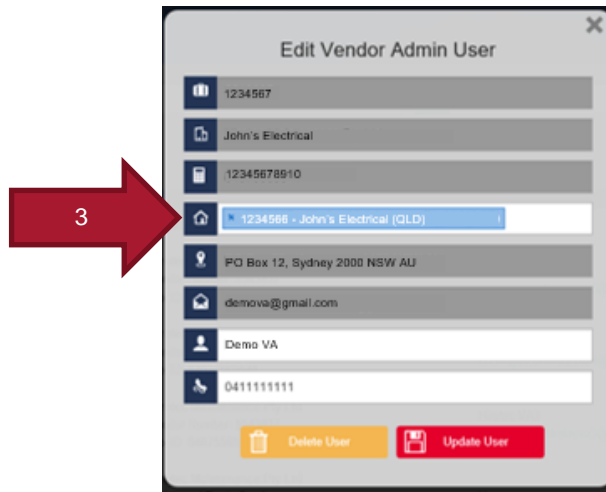 Edit Vendor Admin User
1234567
John's Electrical
12345678910
3
1234566 - John's Electrical (QLD)
PO Box 12, Sydney 2000 NSW AU
demova@gmail.com
Demo VA
0411111111
Delete User
Update User